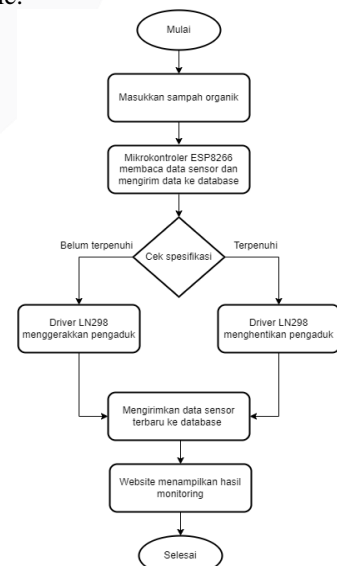 Mulai
Masukkan sampah organik
Mikrokontroler ESP8266
membaca data sensor dan
mengirim data ke database
Belum terpenuhi
Terpenuhi
Cek spesifikasi
Driver LN298
menggerakkan pengaduk
Driver LN298
menghentikan pengaduk
Mengirimkan data sensor
terbaru ke database
Website menampilkan hasil
monitoring
Selesai